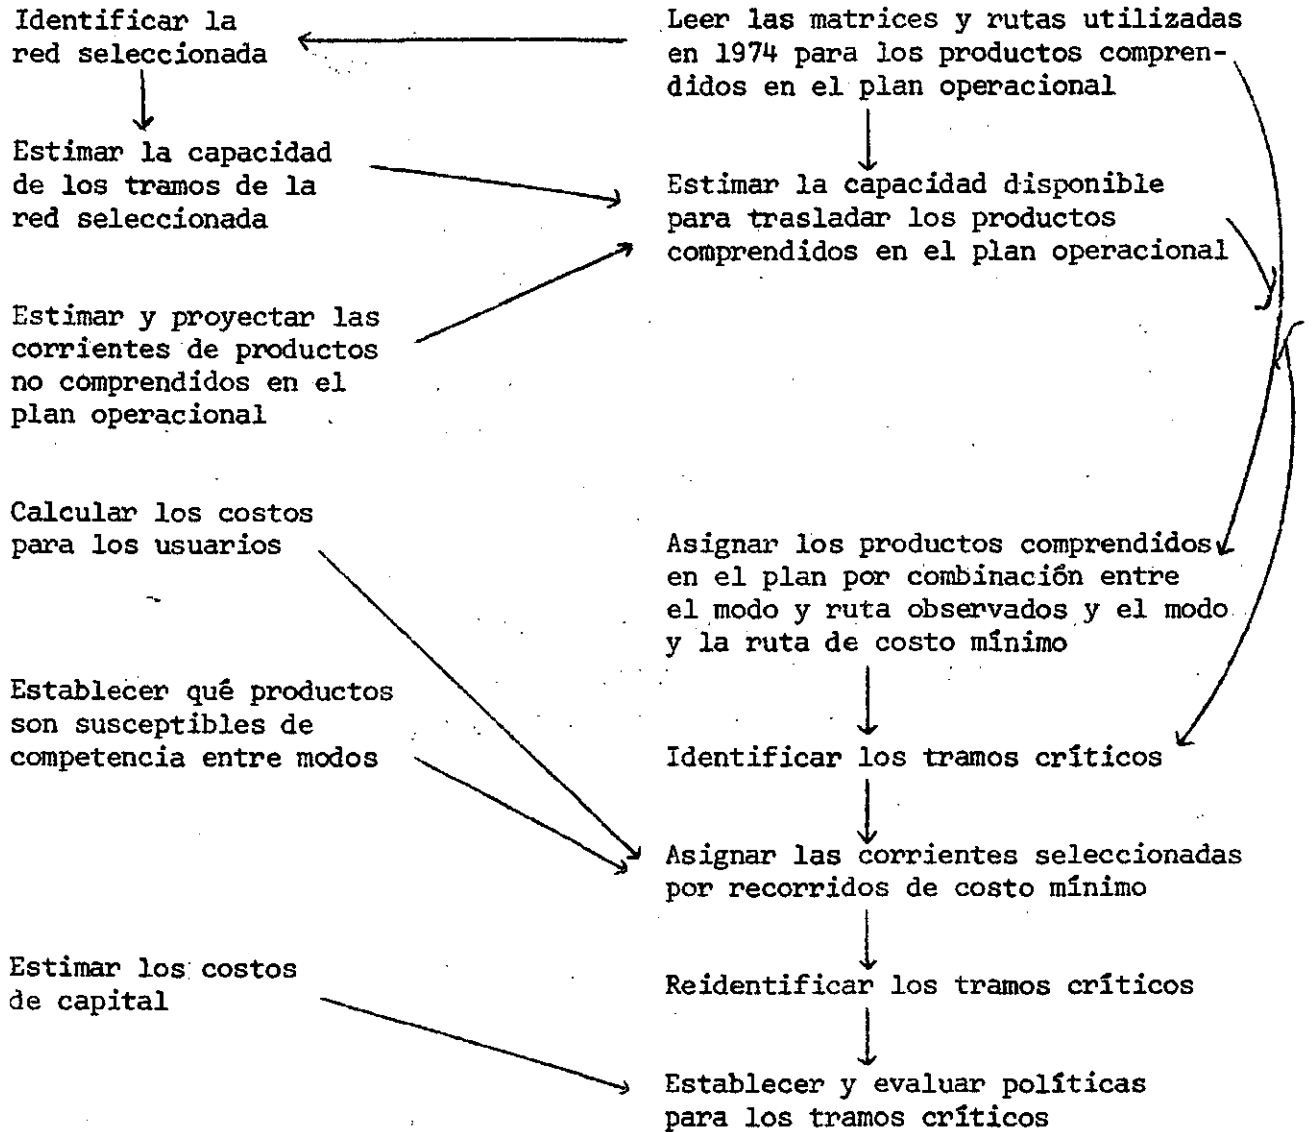 Identificar la
red seleccionada
Leer las matrices y rutas utilizadas
en 1974 para los productos compren-
didos en el plan operacional
Estimar la capacidad
de los tramos de la
red seleccionada
Estimar la capacidad disponible
para trasladar los productos
comprendidos en el plan operacional
Estimar y proyectar las
corrientes de productos
no comprendidos en el
plan operacional
Calcular los costos
para los usuarios
Asignar los productos comprendidos
en el plan por combinación entre
el modo y ruta observados y el modo
y la ruta de costo mínimo
Establecer qué productos
son susceptibles de
competencia entre modos
Identificar los tramos críticos
Asignar las corrientes seleccionadas
por recorridos de costo mínimo
Estimar los costos
de capital
Reidentificar los tramos críticos
Establecer y evaluar políticas
para los tramos críticos